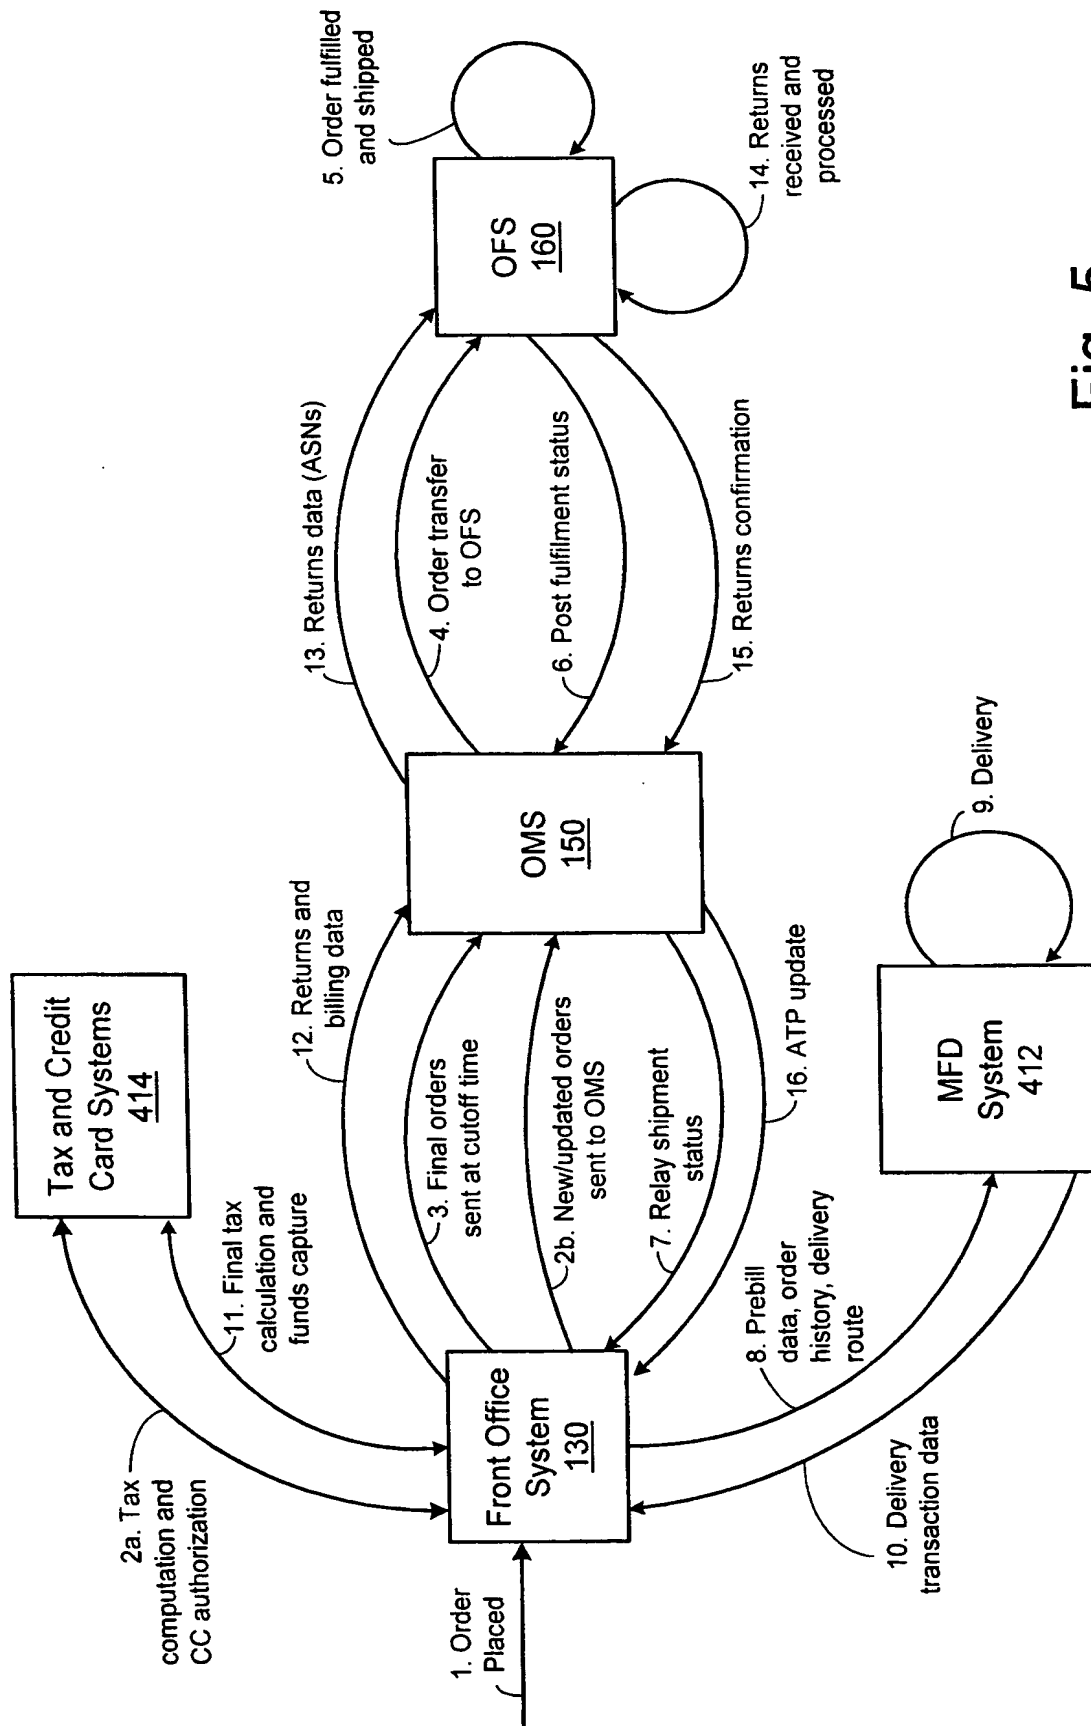 Tax and Credit
Card Systems
414
2a. Tax
computation and
CC authorization
11. Final tax
calculation and
funds capture
1. Order
Placed
Front Office
System
130
12. Returns and
billing data
3. Final orders
sent at cutoff time
2b. New/updated orders
sent to OMS
7. Relay shipment
status
16. ATP update
OMS
150
13. Returns data (ASNs)
4. Order transfer
to OFS
6. Post fulfilment status
15. Returns confirmation
OFS
160
5. Order fulfilled
and shipped
14. Returns
received and
processed
8. Prebill
data, order
history, delivery
route
10. Delivery
transaction data
MFD
System
412
9. Delivery
Fig. 5